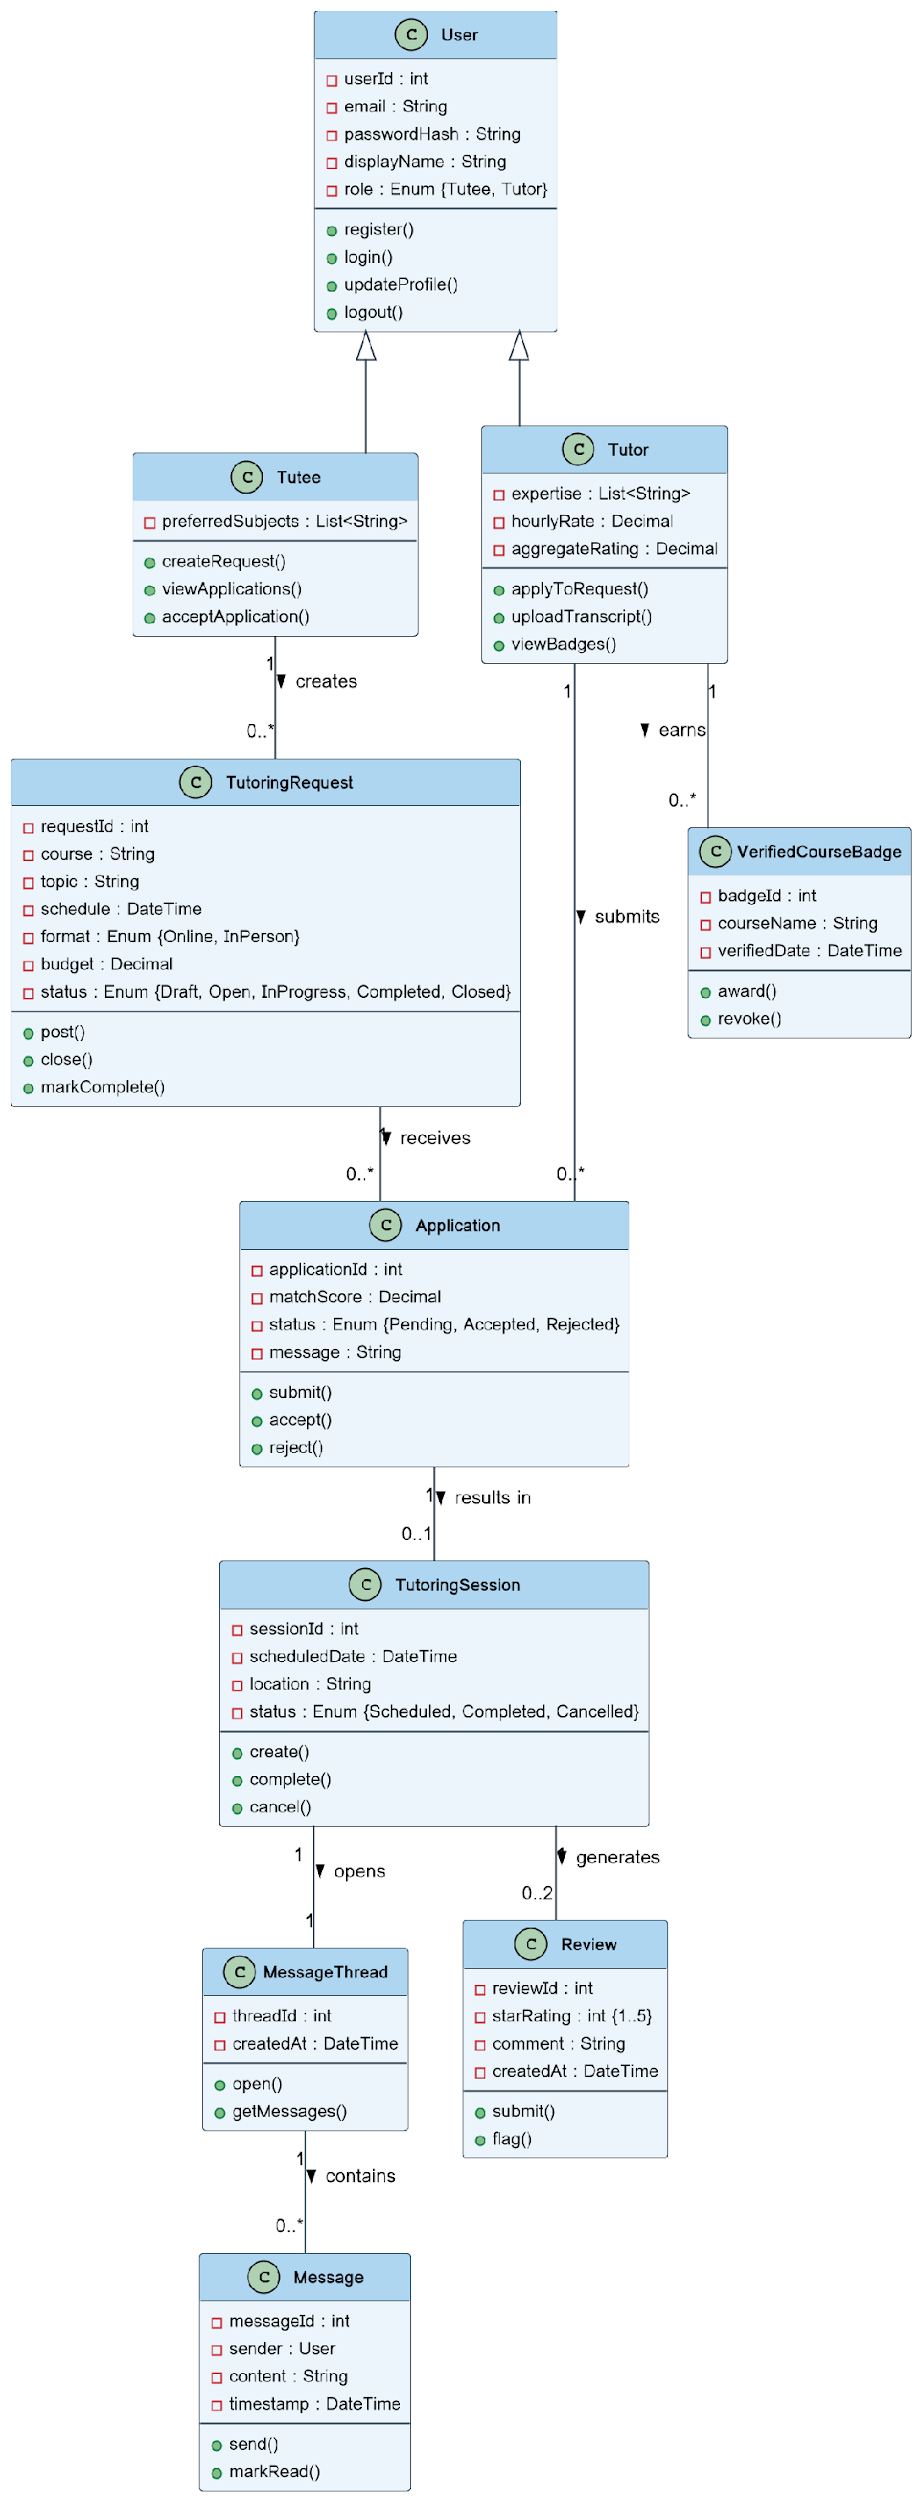 C User
userId : int
email : String
passwordHash : String
displayName : String
role : Enum {Tutee, Tutor}
register()
login()
updateProfile()
logout()
C Tutee
preferredSubjects : List<String>
createRequest()
viewApplications()
acceptApplication()
C Tutor
expertise : List<String>
hourlyRate : Decimal
aggregateRating : Decimal
applyToRequest()
uploadTranscript()
viewBadges()
1
creates
0..*
1
submits
0..*
1
earns
0..*
C TutoringRequest
requestId : int
course : String
topic : String
schedule : DateTime
format : Enum {Online, InPerson}
budget : Decimal
status : Enum {Draft, Open, InProgress, Completed, Closed}
post()
close()
markComplete()
C VerifiedCourseBadge
badgeId : int
courseName : String
verifiedDate : DateTime
award()
revoke()
1
receives
0..*
C Application
applicationId : int
matchScore : Decimal
status : Enum {Pending, Accepted, Rejected}
message : String
submit()
accept()
reject()
1
results in
0..1
C TutoringSession
sessionId : int
scheduledDate : DateTime
location : String
status : Enum {Scheduled, Completed, Cancelled}
create()
complete()
cancel()
1
opens
1
1
generates
0..2
C MessageThread
threadId : int
createdAt : DateTime
open()
getMessages()
C Review
reviewId : int
starRating : int {1..5}
comment : String
createdAt : DateTime
submit()
flag()
1
contains
0..*
C Message
messageId : int
sender : User
content : String
timestamp : DateTime
send()
markRead()